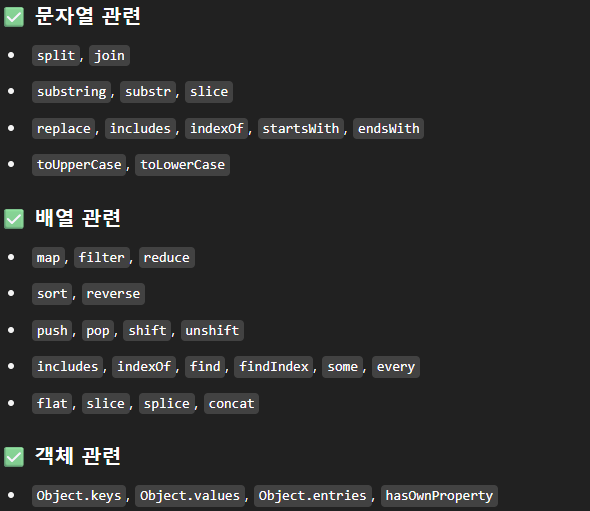 ✅ 문자열 관련
• split, join
• substring, substr, slice
• replace, includes, indexOf, startsWith, endsWith
• toUpperCase, toLowerCase
✅ 배열 관련
• map, filter, reduce
• sort, reverse
• push, pop, shift, unshift
• includes, indexOf, find, findIndex, some, every
• flat, slice, splice, concat
✅ 객체 관련
• Object.keys, Object.values, Object.entries, hasOwnProperty